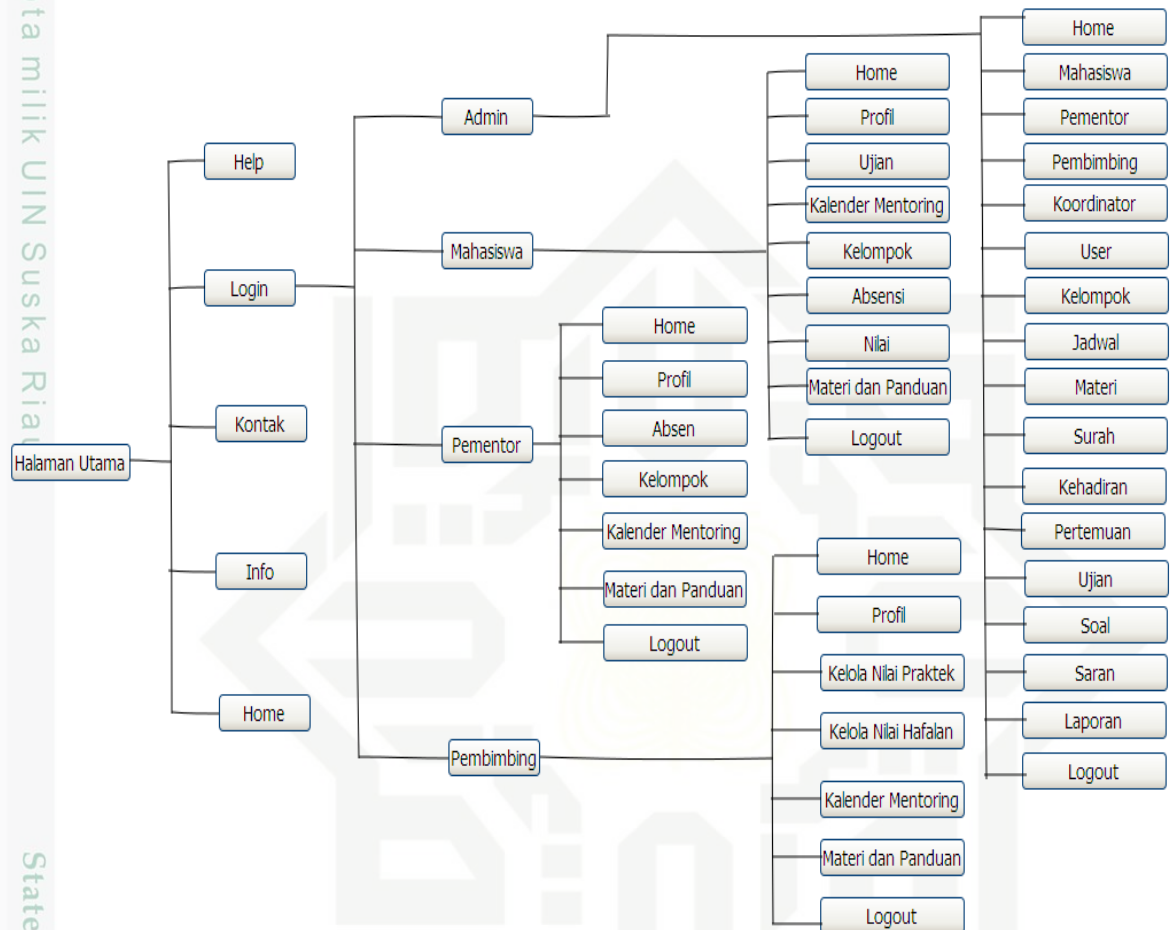 Halaman Utama
Help
Login
Kontak
Info
Home
Admin
Mahasiswa
Pementor
Pembimbing
Home
Profil
Absen
Kelompok
Kalender Mentoring
Materi dan Panduan
Logout
Home
Profil
Ujian
Kalender Mentoring
Kelompok
Absensi
Nilai
Materi dan Panduan
Logout
Home
Profil
Kelola Nilai Praktek
Kelola Nilai Hafalan
Kalender Mentoring
Materi dan Panduan
Logout
Home
Mahasiswa
Pementor
Pembimbing
Koordinator
User
Kelompok
Jadwal
Materi
Surah
Kehadiran
Pertemuan
Ujian
Soal
Saran
Laporan
Logout
milik UIN Suska Riau
State